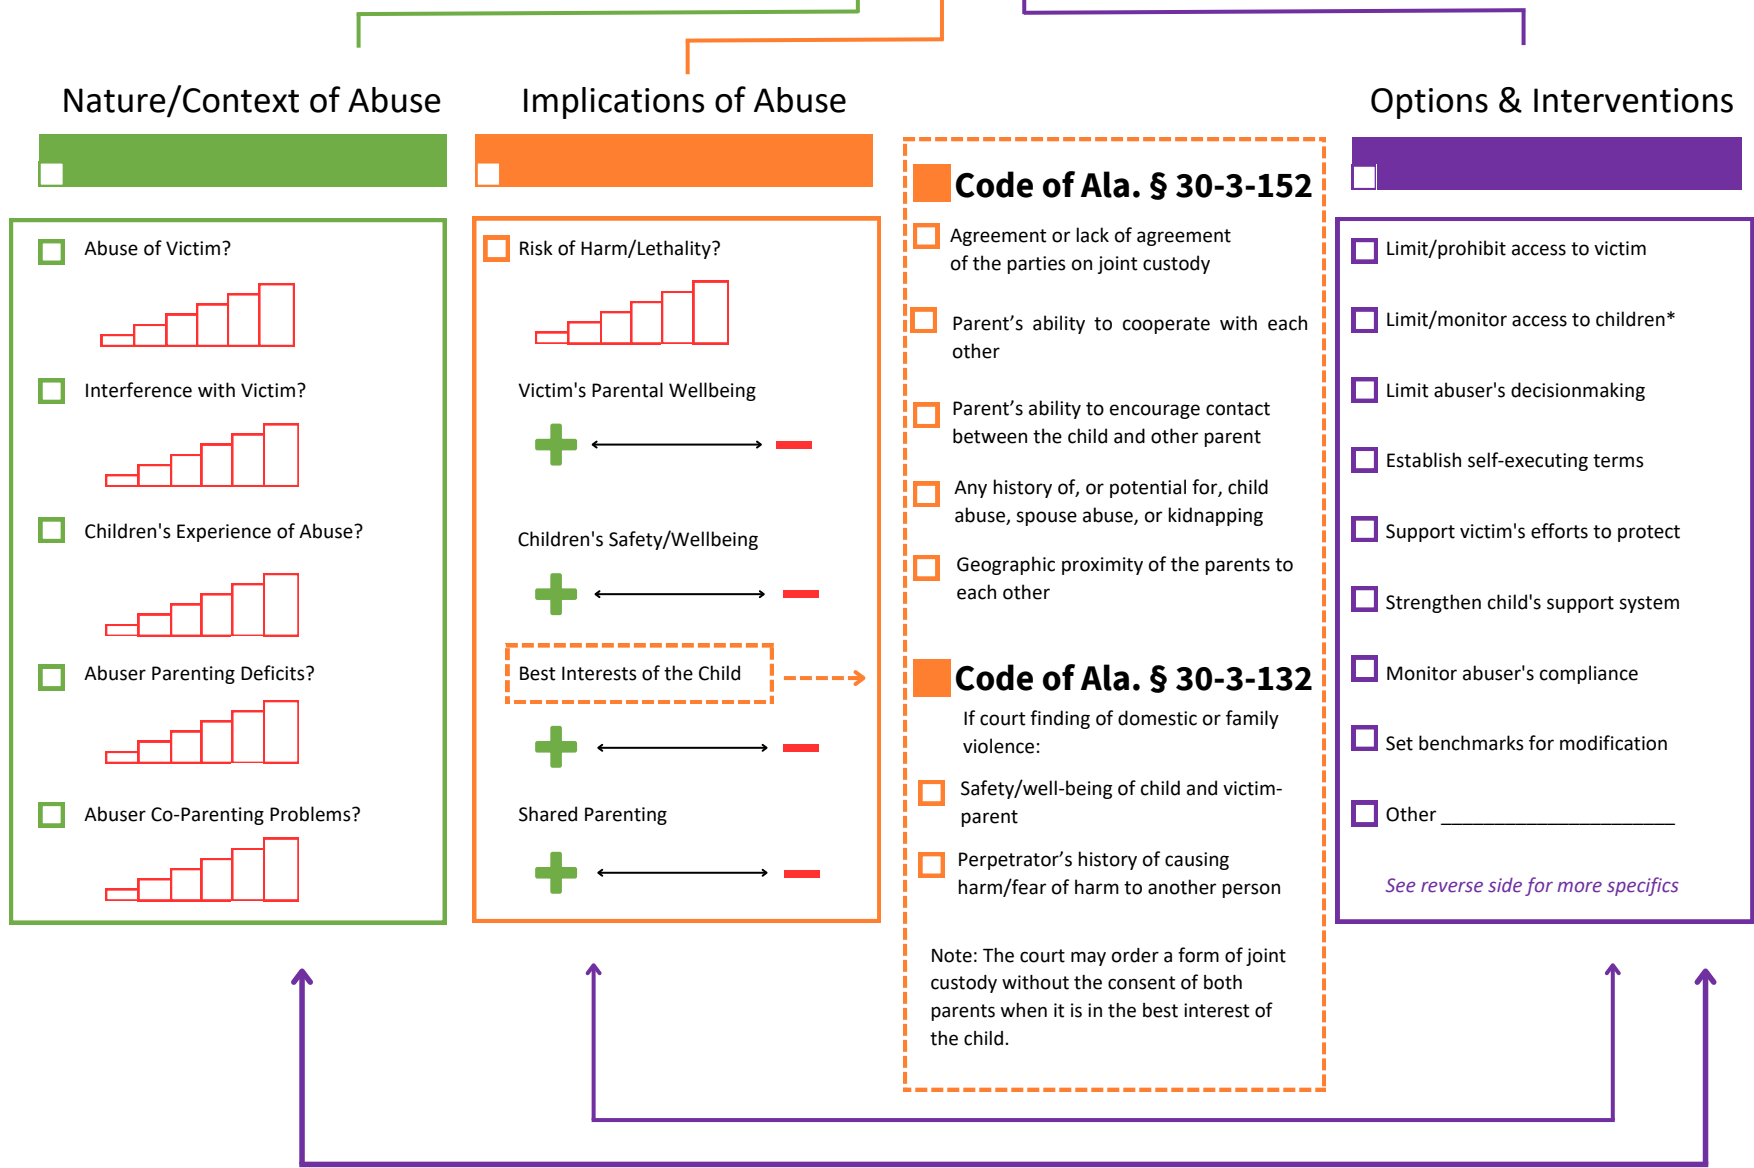 Nature/Context of Abuse
Abuse of Victim?
Interference with Victim?
Children's Experience of Abuse?
Abuser Parenting Deficits?
Abuser Co-Parenting Problems?
Implications of Abuse
Risk of Harm/Lethality?
Victim's Parental Wellbeing
Children's Safety/Wellbeing
Best Interests of the Child
Shared Parenting
Code of Ala. § 30-3-152
Agreement or lack of agreement
of the parties on joint custody
Parent’s ability to cooperate with each
other
Parent’s ability to encourage contact
between the child and other parent
Any history of, or potential for, child
abuse, spouse abuse, or kidnapping
Geographic proximity of the parents to
each other
Code of Ala. § 30-3-132
If court finding of domestic or family
violence:
Safety/well-being of child and victim-
parent
Perpetrator’s history of causing
harm/fear of harm to another person
Note: The court may order a form of joint
custody without the consent of both
parents when it is in the best interest of
the child.
Options & Interventions
Limit/prohibit access to victim
Limit/monitor access to children*
Limit abuser's decisionmaking
Establish self-executing terms
Support victim's efforts to protect
Strengthen child's support system
Monitor abuser's compliance
Set benchmarks for modification
Other ______________________
See reverse side for more specifics